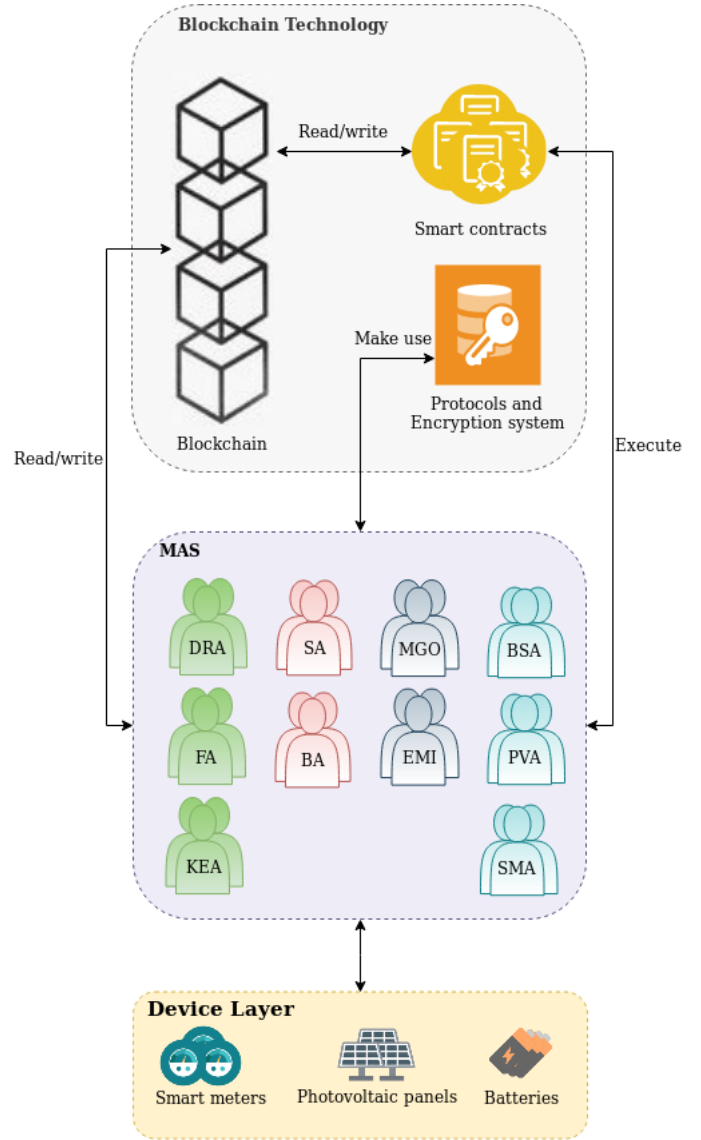 Blockchain Technology
Read/write
Smart contracts
Make use
Protocols and
Encryption system
Blockchain
Read/write
Execute
MAS
DRA
SA
MGO
BSA
FA
BA
EMI
PVA
KEA
SMA
Device Layer
Smart meters
Photovoltaic panels
Batteries